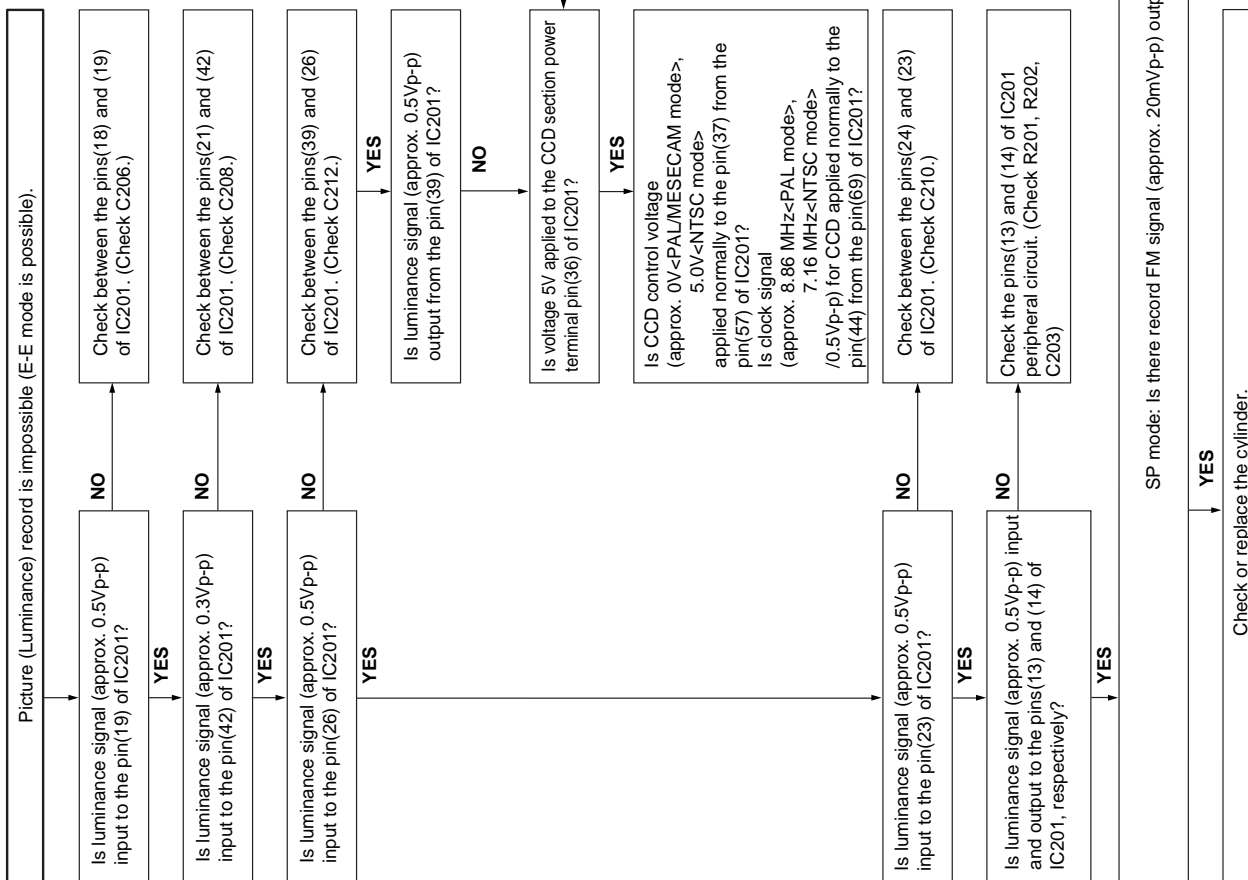 Picture (Luminance) record is impossible (E-E mode is possible).
Is luminance signal (approx. 0.5Vp-p)
input to the pin(19) of IC201?
NO
Check between the pins(18) and (19)
of IC201. (Check C206.)
YES
Is luminance signal (approx. 0.3Vp-p)
input to the pin(42) of IC201?
NO
Check between the pins(21) and (42)
of IC201. (Check C208.)
YES
Is luminance signal (approx. 0.5Vp-p)
input to the pin(26) of IC201?
NO
Check between the pins(39) and (26)
of IC201. (Check C212.)
YES
YES
Is luminance signal (approx. 0.5Vp-p)
output from the pin(39) of IC201?
NO
Is voltage 5V applied to the CCD section power
terminal pin(36) of IC201?
YES
Is CCD control voltage
(approx. 0V<PAL/MESECAM mode>,
5.0V<NTSC mode>
applied normally to the pin(37) from the
pin(57) of IC201?
Is clock signal
(approx. 8.86 MHz<PAL mode>,
7.16 MHz<NTSC mode>
/0.5Vp-p) for CCD applied normally to the
pin(44) from the pin(69) of IC201?
Is luminance signal (approx. 0.5Vp-p)
input to the pin(23) of IC201?
NO
Check between the pins(24) and (23)
of IC201. (Check C210.)
YES
Is luminance signal (approx. 0.5Vp-p) input
and output to the pins(13) and (14) of
IC201, respectively?
NO
Check the pins(13) and (14) of IC201
peripheral circuit. (Check R201, R202,
C203)
YES
SP mode: Is there record FM signal (approx. 20mVp-p) outp
YES
Check or replace the cylinder.